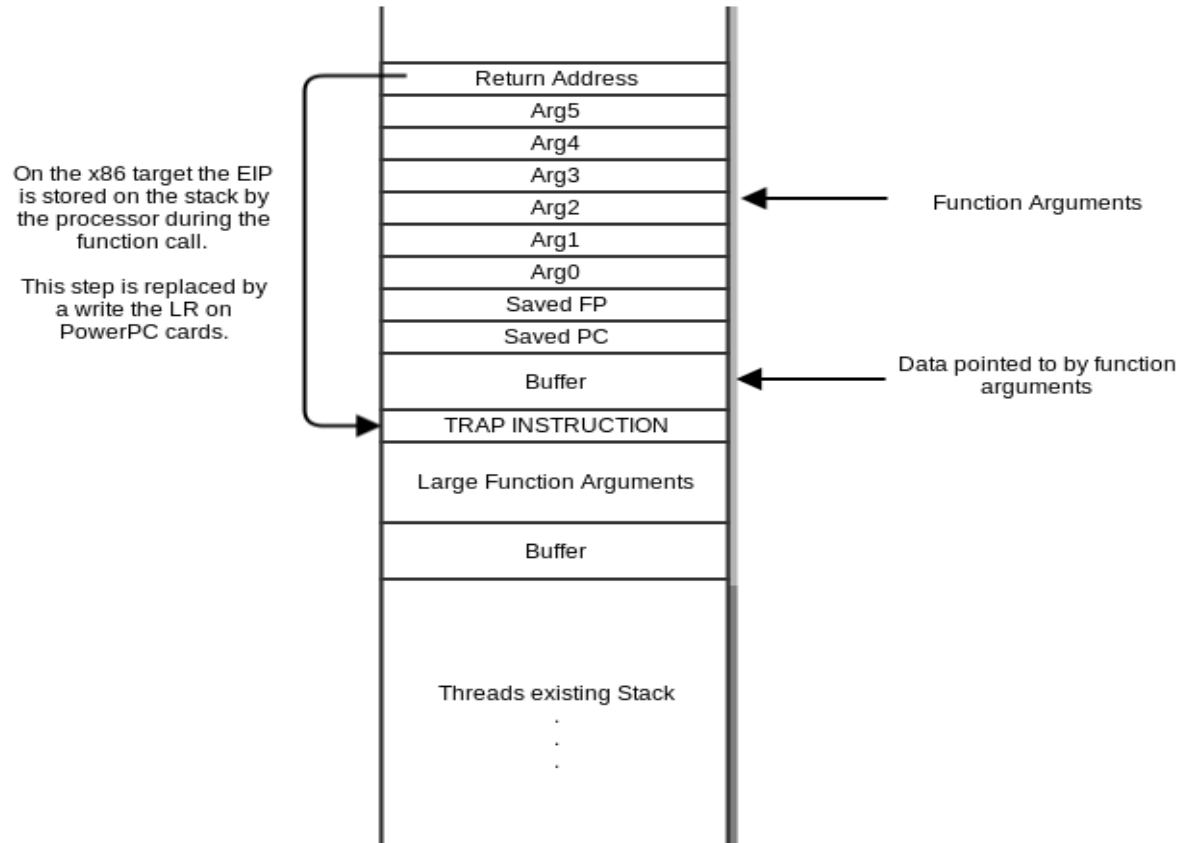 Return Address
Arg5
Arg4
Arg3
Arg2
Arg1
Arg0
Saved FP
Saved PC
Buffer
TRAP INSTRUCTION
Large Function Arguments
Buffer
Threads existing Stack
.
.
.
On the x86 target the EIP
is stored on the stack by
the processor during the
function call.
This step is replaced by
a write the LR on
PowerPC cards.
Function Arguments
Data pointed to by function
arguments